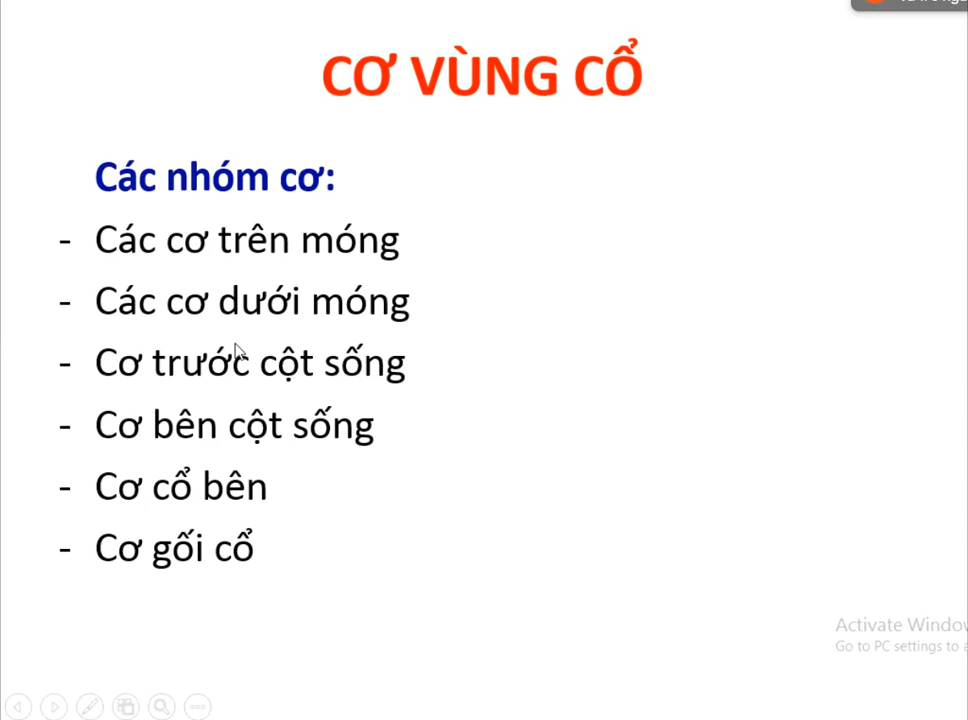 CƠ VÙNG CỔ
Các nhóm cơ:
- Các cơ trên móng
- Các cơ dưới móng
- Cơ trước cột sống
- Cơ bên cột sống
- Cơ cổ bên
- Cơ gối cổ
Activate Window
Go to PC settings to a